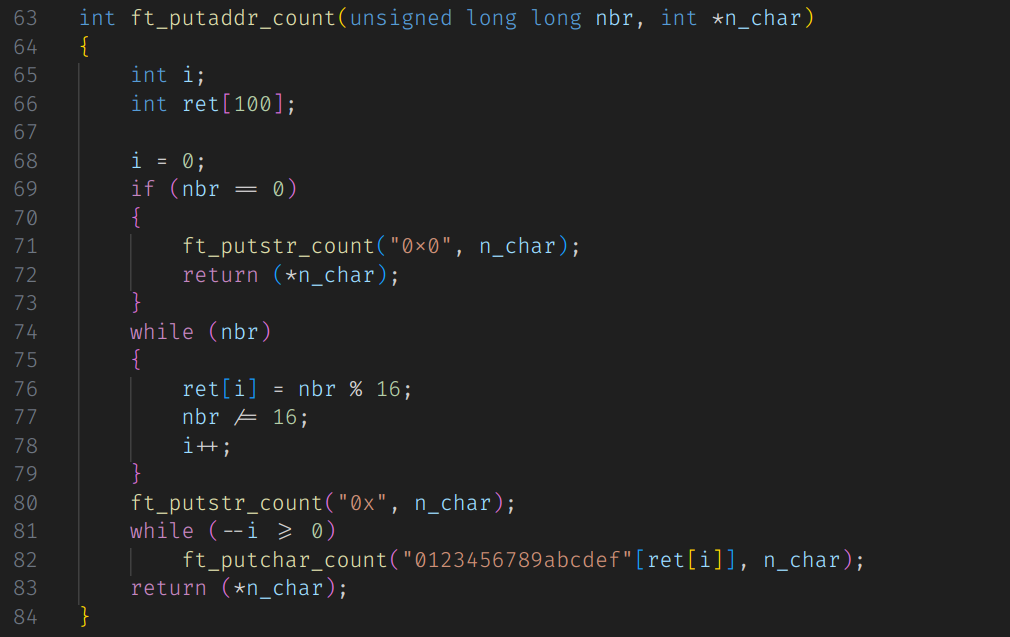 63 int ft_putaddr_count(unsigned long long nbr, int *n_char)
64 {
65     int i;
66     int ret[100];
67
68     i = 0;
69     if (nbr == 0)
70     {
71         ft_putstr_count("0x0", n_char);
72         return (*n_char);
73     }
74     while (nbr)
75     {
76         ret[i] = nbr % 16;
77         nbr /= 16;
78         i++;
79     }
80     ft_putstr_count("0x", n_char);
81     while (--i >= 0)
82         ft_putchar_count("0123456789abcdef"[ret[i]], n_char);
83     return (*n_char);
84 }